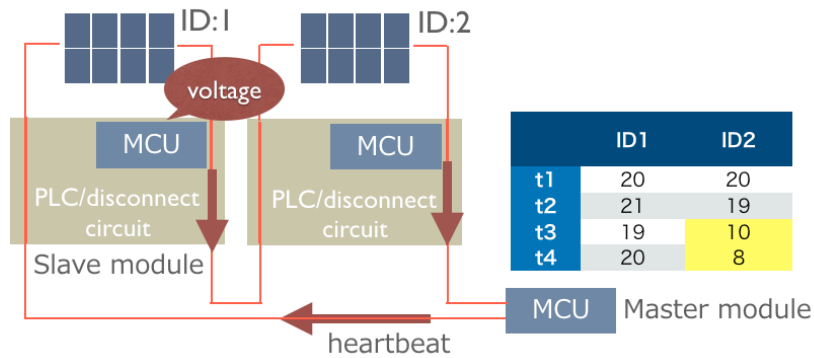 ID:1
ID:2
voltage
MCU
MCU
PLC/disconnect
circuit
PLC/disconnect
circuit
Slave module
ID1 ID2
t1 20 20
t2 21 19
t3 19 10
t4 20 8
MCU
Master module
heartbeat